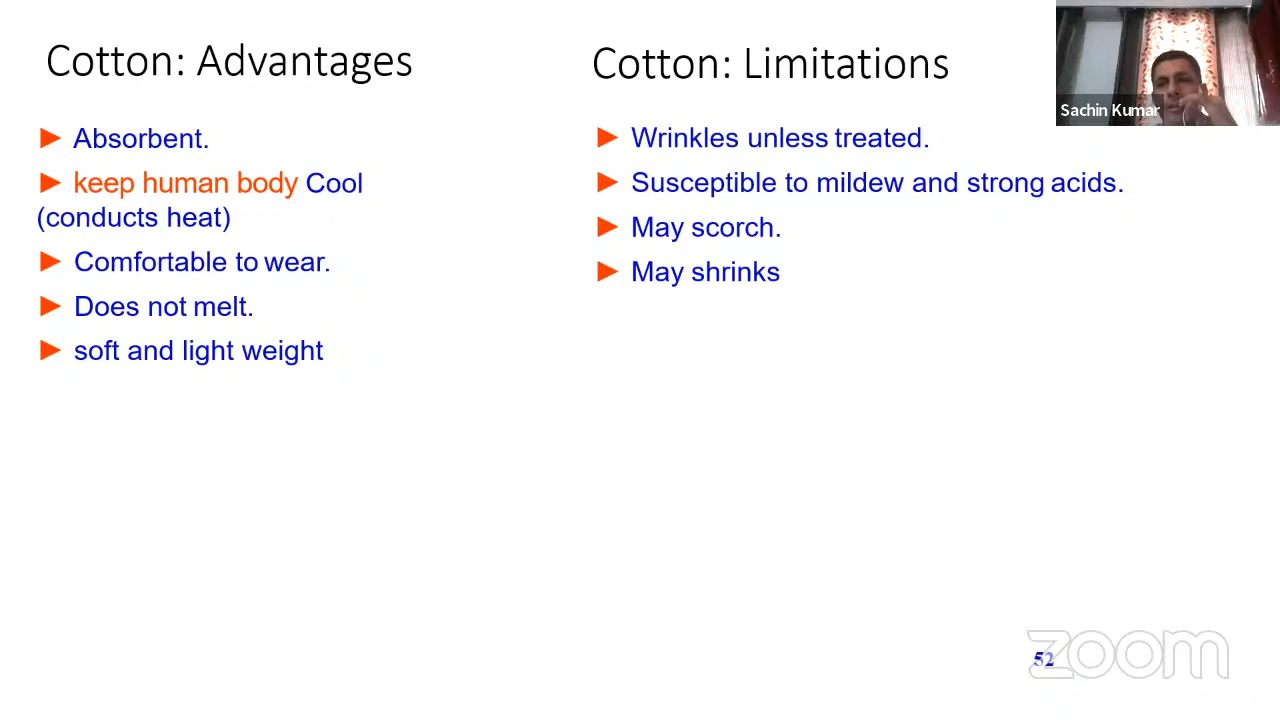 Cotton: Advantages
► Absorbent.
► keep human body Cool
(conducts heat)
► Comfortable to wear.
► Does not melt.
► soft and light weight
Cotton: Limitations
► Wrinkles unless treated.
► Susceptible to mildew and strong acids.
► May scorch.
► May shrinks
Sachin Kumar
52
zoom